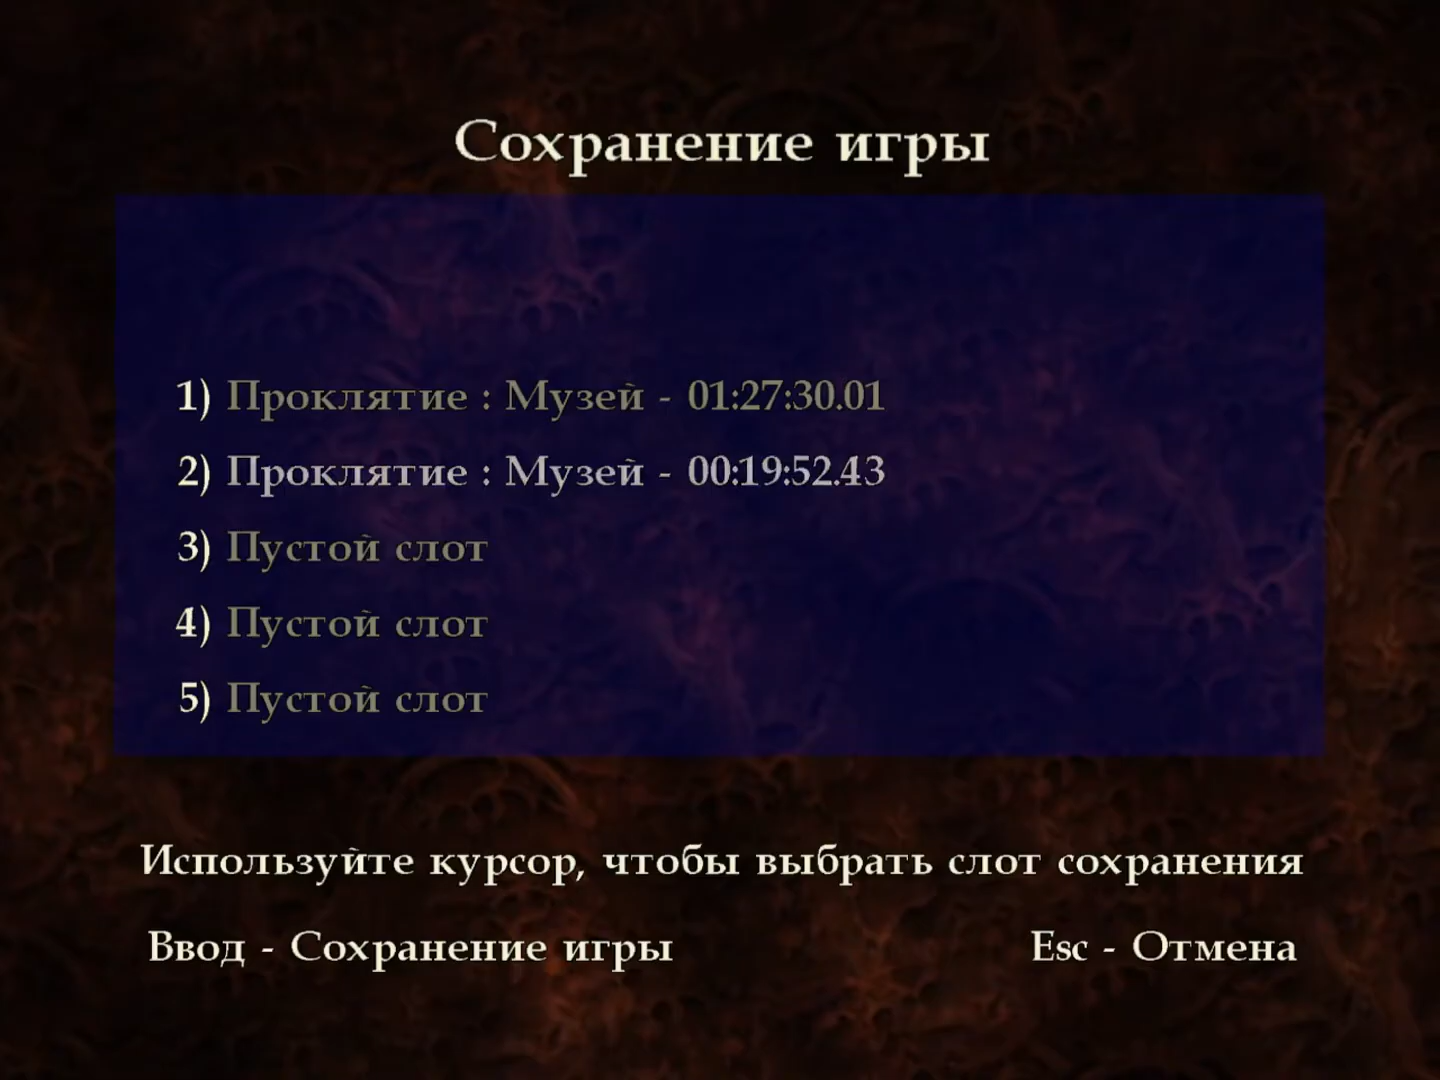 Сохранение игры
1) Проклятие : Музей - 01:27:30.01
2) Проклятие : Музей - 00:19:52.43
3) Пустой слот
4) Пустой слот
5) Пустой слот
Используйте курсор, чтобы выбрать слот сохранения
Ввод - Сохранение игры Esc - Отмена